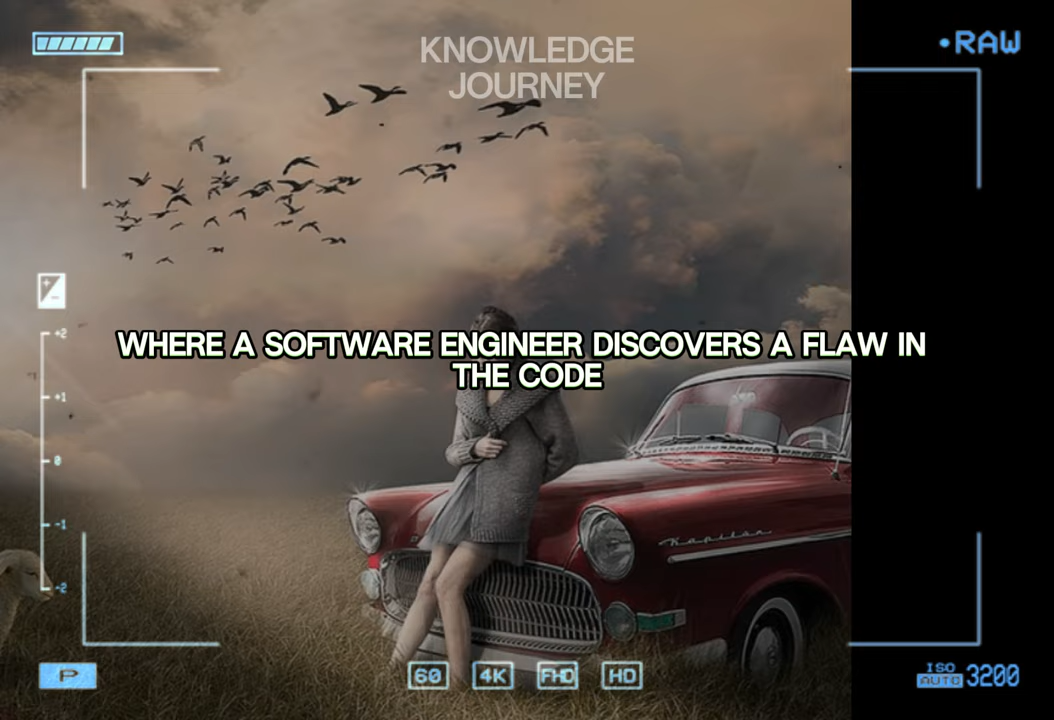 KNOWLEDGE
JOURNEY
•RAW
WHERE A SOFTWARE ENGINEER DISCOVERS A FLAW IN
THE CODE
+2
+1
0
-1
-2
Kapitän
P
60 4K FHD HD
ISO
AUTO 3200